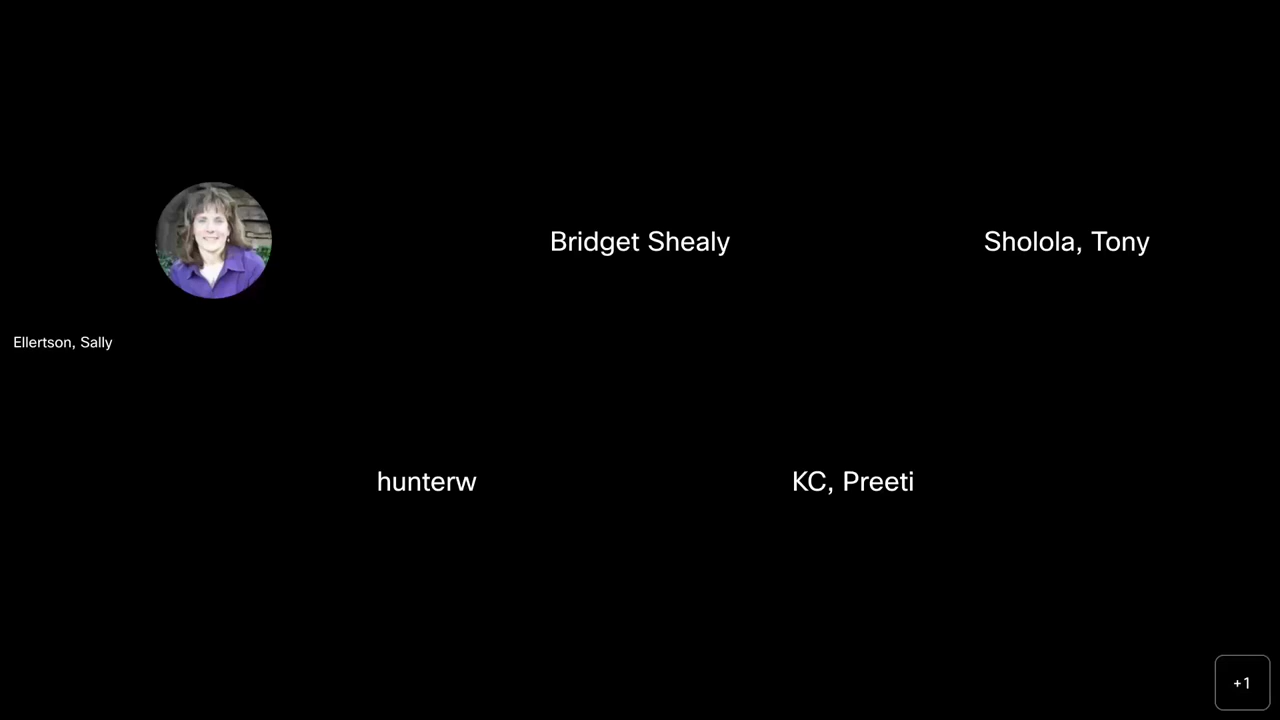 Bridget Shealy
Sholola, Tony
Ellertson, Sally
hunterw
KC, Preeti
+1